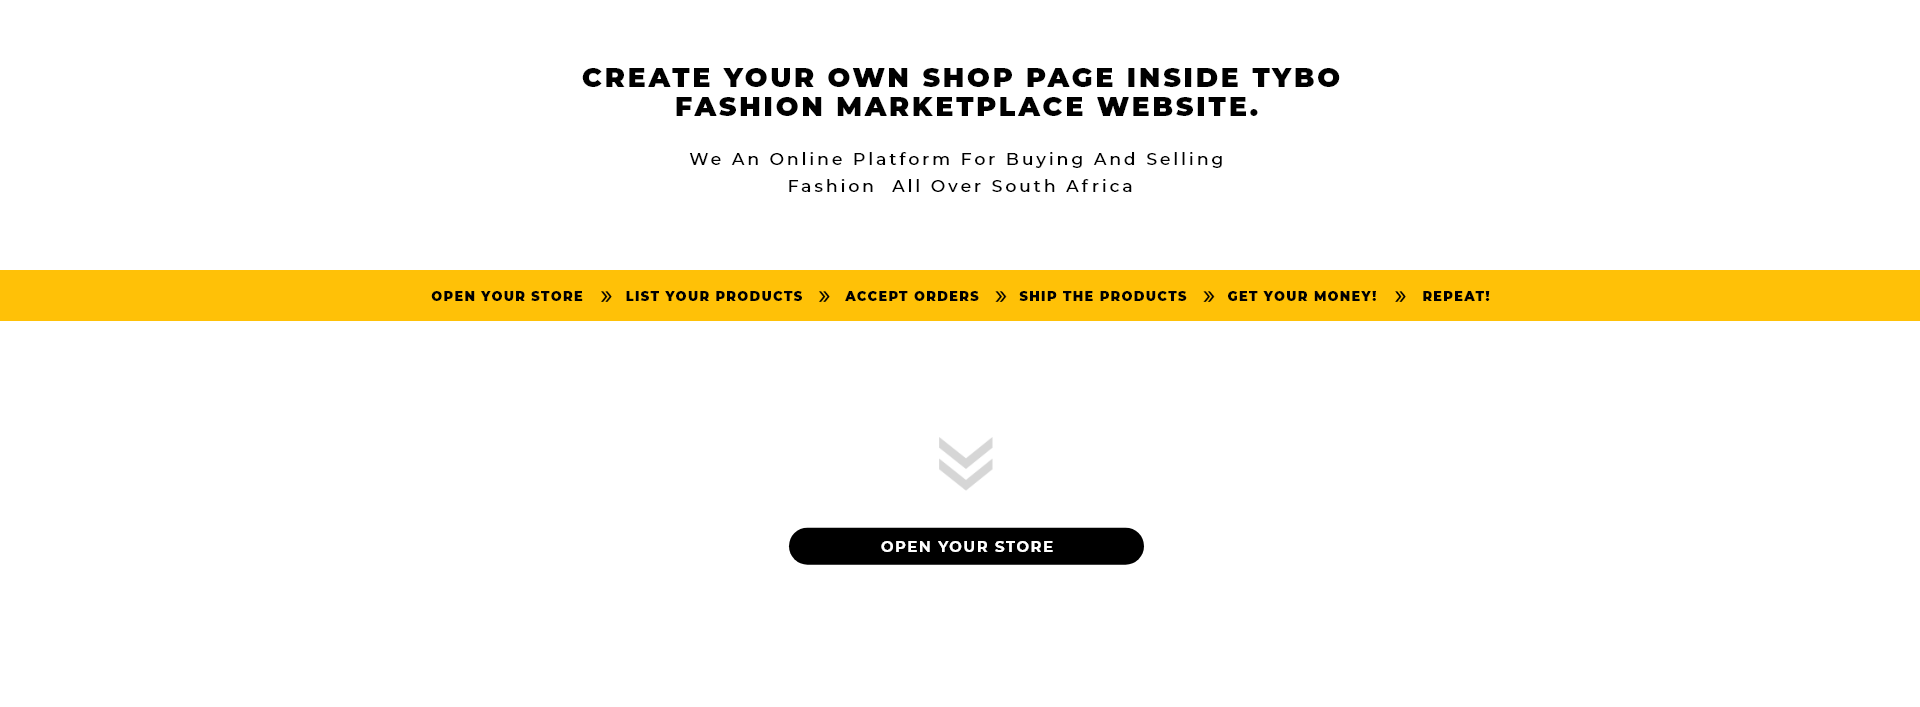 CREATE YOUR OWN SHOP PAGE INSIDE TYBO
FASHION MARKETPLACE WEBSITE.
We An Online Platform For Buying And Selling
Fashion  All Over South Africa
OPEN YOUR STORE » LIST YOUR PRODUCTS » ACCEPT ORDERS » SHIP THE PRODUCTS » GET YOUR MONEY! » REPEAT!
OPEN YOUR STORE